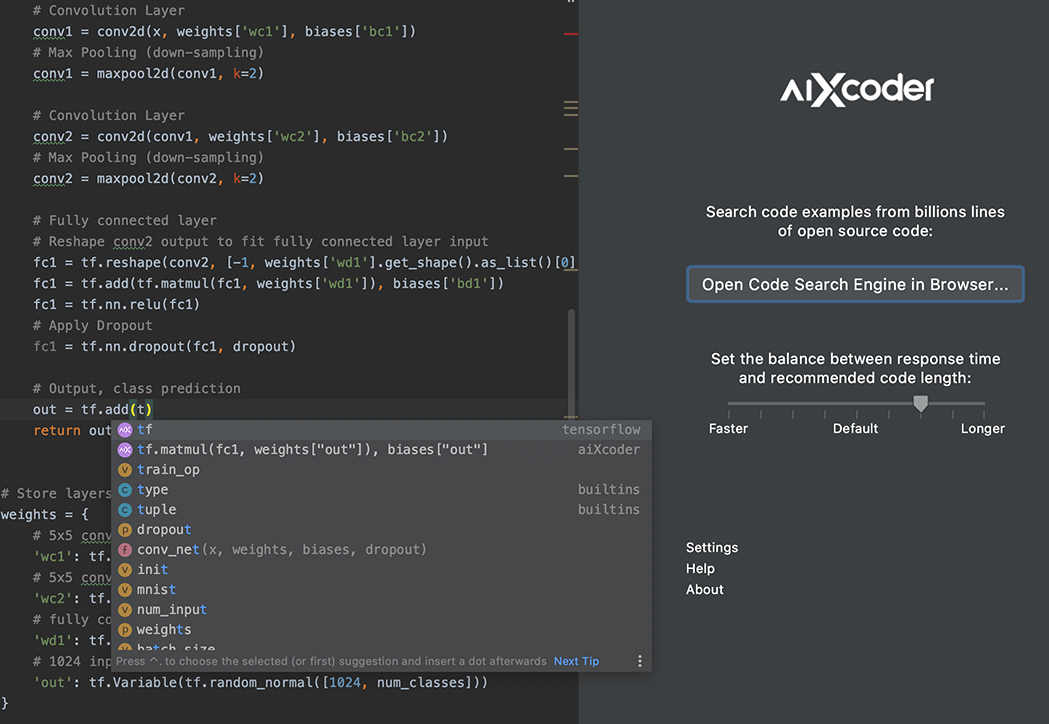 # Convolution Layer
conv1 = conv2d(x, weights['wc1'], biases['bc1'])
# Max Pooling (down-sampling)
conv1 = maxpool2d(conv1, k=2)
# Convolution Layer
conv2 = conv2d(conv1, weights['wc2'], biases['bc2'])
# Max Pooling (down-sampling)
conv2 = maxpool2d(conv2, k=2)
# Fully connected layer
# Reshape conv2 output to fit fully connected layer input
fc1 = tf.reshape(conv2, [-1, weights['wd1'].get_shape().as_list()[0]
fc1 = tf.add(tf.matmul(fc1, weights['wd1']), biases['bd1'])
fc1 = tf.nn.relu(fc1)
# Apply Dropout
fc1 = tf.nn.dropout(fc1, dropout)
# Output, class prediction
out = tf.add(t)
return out
tf tensorflow
tf.matmul(fc1, weights["out"]), biases["out"] aiXcoder
train_op
type builtins
tuple builtins
dropout
conv_net(x, weights, biases, dropout)
init
mnist
num_input
weights
batch_size
Press ^. to choose the selected (or first) suggestion and insert a dot afterwards Next Tip
# Store layers
weights = {
# 5x5 conv
'wc1': tf.
# 5x5 conv
'wc2': tf.
# fully co
'wd1': tf.
# 1024 inp
'out': tf.Variable(tf.random_normal([1024, num_classes]))
}
aiXcoder
Search code examples from billions lines
of open source code:
Open Code Search Engine in Browser...
Set the balance between response time
and recommended code length:
Faster Default Longer
Settings
Help
About